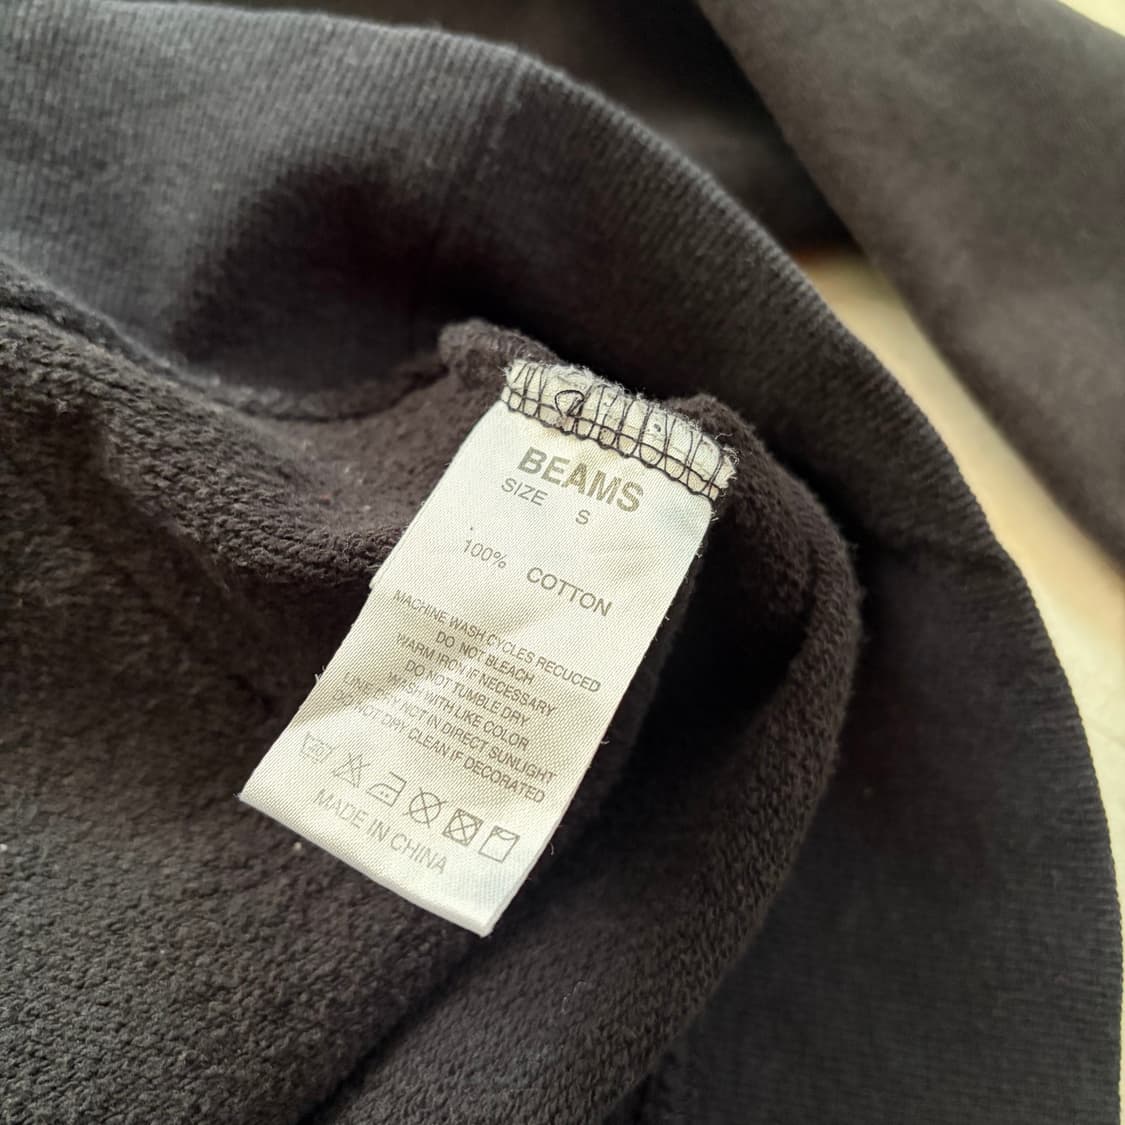 BEAMS
SIZE S
100% COTTON
MACHINE WASH CYCLES RECUCED
DO NOT BLEACH
WARM IRON IF NECESSARY
DO NOT TUMBLE DRY
WASH WITH LIKE COLOR
LINE DRY NOT IN DIRECT SUNLIGHT
DO NOT DRY CLEAN IF DECORATED
MADE IN CHINA